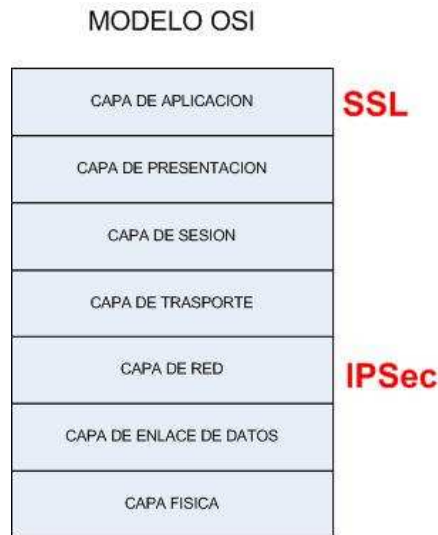 MODELO OSI
CAPA DE APLICACION
SSL
CAPA DE PRESENTACION
CAPA DE SESION
CAPA DE TRASPORTE
CAPA DE RED
IPSec
CAPA DE ENLACE DE DATOS
CAPA FISICA